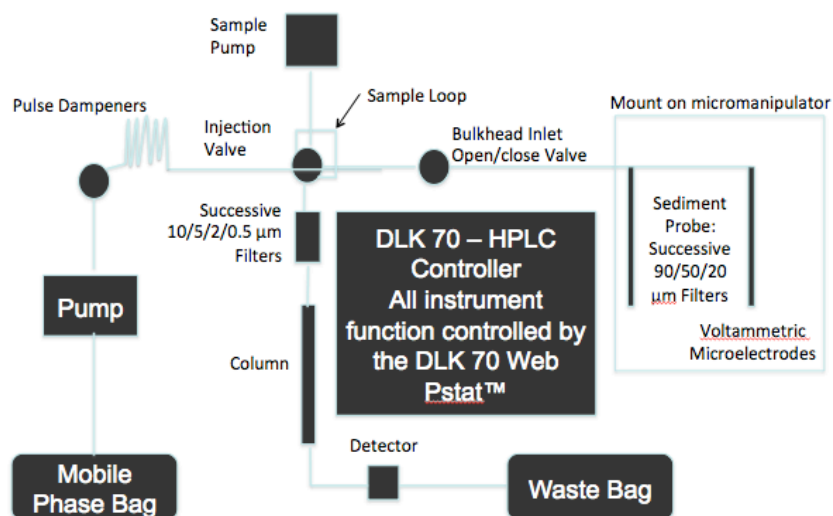 Sample
Pump
Pulse Dampeners
Injection
Valve
Sample Loop
Bulkhead Inlet
Open/close Valve
Mount on micromanipulator
Successive
10/5/2/0.5 µm
Filters
Sediment
Probe:
Successive
90/50/20
µm Filters
Voltammetric
Microelectrodes
DLK 70 – HPLC
Controller
All instrument
function controlled by
the DLK 70 Web
Pstat™
Pump
Column
Detector
Mobile
Phase Bag
Waste Bag